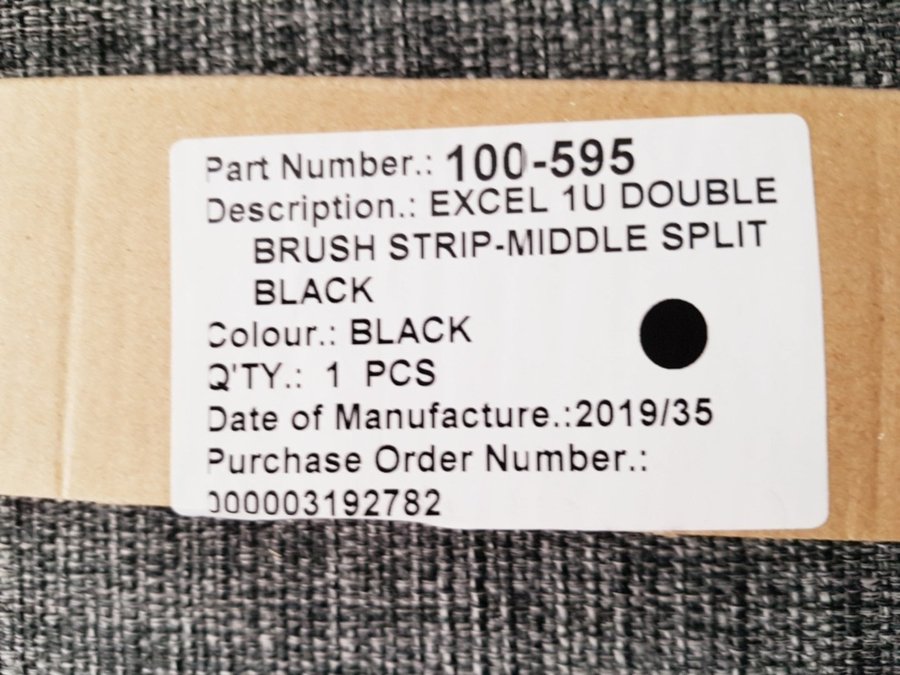 Part Number.: 100-595
Description.: EXCEL 1U DOUBLE
BRUSH STRIP-MIDDLE SPLIT
BLACK
Colour.: BLACK
Q'TY.: 1 PCS
Date of Manufacture.:2019/35
Purchase Order Number.:
000003192782